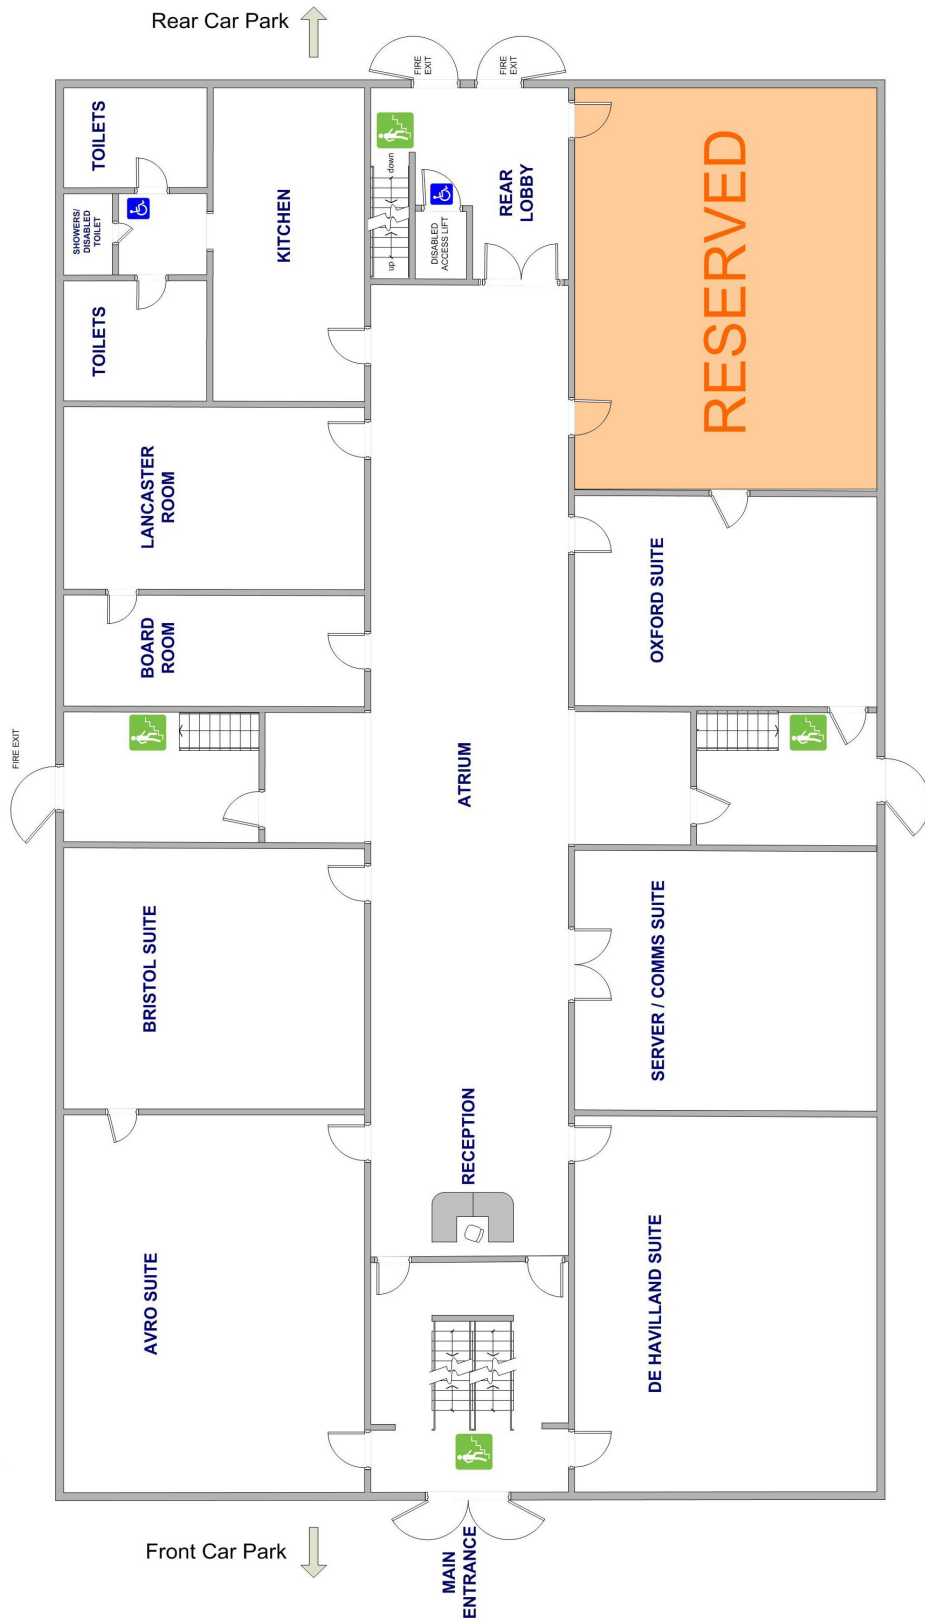 Rear Car Park
FIRE
EXIT
FIRE
EXIT
TOILETS
SHOWERS/
DISABLED
TOILET
TOILETS
KITCHEN
down
up
DISABLED
ACCESS LIFT
REAR
LOBBY
RESERVED
LANCASTER
ROOM
BOARD
ROOM
OXFORD SUITE
FIRE EXIT
ATRIUM
BRISTOL SUITE
SERVER / COMMS SUITE
RECEPTION
AVRO SUITE
DE HAVILLAND SUITE
Front Car Park
MAIN
ENTRANCE